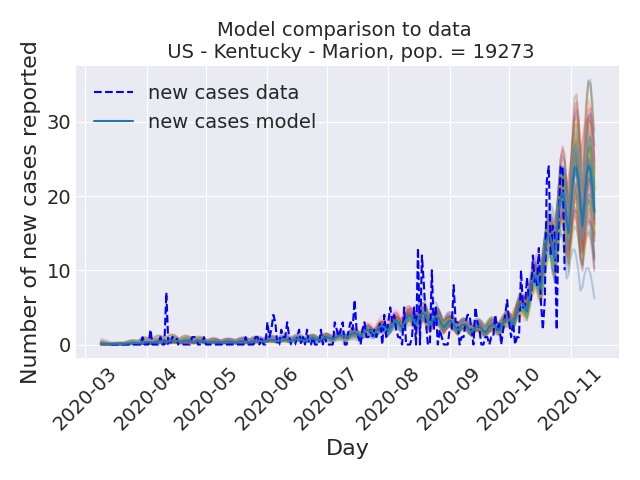 Model comparison to data
US - Kentucky - Marion, pop. = 19273
Number of new cases reported
new cases data
new cases model
30
20
10
0
2020-03
2020-04
2020-05
2020-06
2020-07
2020-08
2020-09
2020-10
2020-11
Day